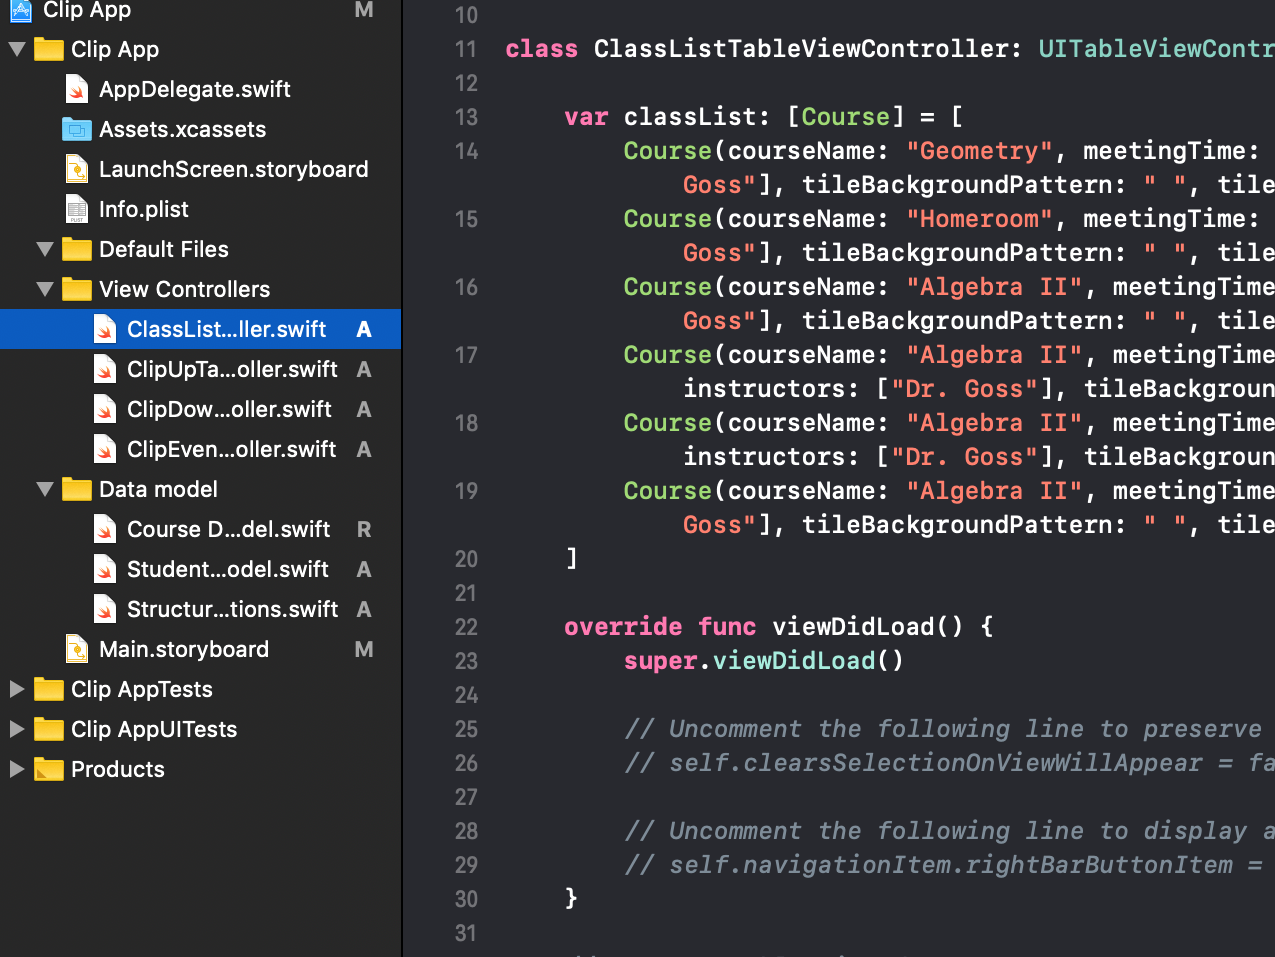 Clip App M
Clip App
AppDelegate.swift
Assets.xcassets
LaunchScreen.storyboard
PLIST Info.plist
Default Files
View Controllers
ClassList...ller.swift A
ClipUpTa...oller.swift A
ClipDow...oller.swift A
ClipEven...oller.swift A
Data model
Course D...del.swift R
Student...odel.swift A
Structur...tions.swift A
Main.storyboard M
Clip AppTests
Clip AppUITests
Products
10
11 class ClassListTableViewController: UITableViewContr
12
13 var classList: [Course] = [
14 Course(courseName: "Geometry", meetingTime:
Goss"], tileBackgroundPattern: " ", tile
15 Course(courseName: "Homeroom", meetingTime:
Goss"], tileBackgroundPattern: " ", tile
16 Course(courseName: "Algebra II", meetingTime
Goss"], tileBackgroundPattern: " ", tile
17 Course(courseName: "Algebra II", meetingTime
instructors: ["Dr. Goss"], tileBackgroun
18 Course(courseName: "Algebra II", meetingTime
instructors: ["Dr. Goss"], tileBackgroun
19 Course(courseName: "Algebra II", meetingTime
Goss"], tileBackgroundPattern: " ", tile
20 ]
21
22 override func viewDidLoad() {
23 super.viewDidLoad()
24
25 // Uncomment the following line to preserve
26 // self.clearsSelectionOnViewWillAppear = fa
27
28 // Uncomment the following line to display a
29 // self.navigationItem.rightBarButtonItem =
30 }
31